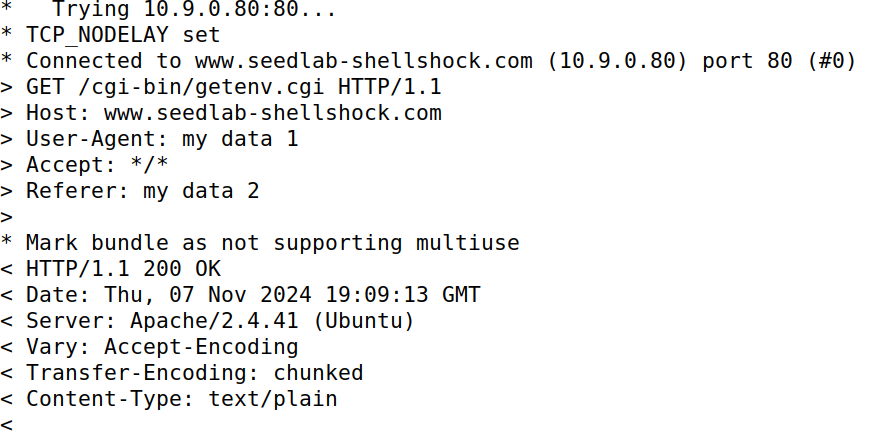 *   Trying 10.9.0.80:80...
* TCP_NODELAY set
* Connected to www.seedlab-shellshock.com (10.9.0.80) port 80 (#0)
> GET /cgi-bin/getenv.cgi HTTP/1.1
> Host: www.seedlab-shellshock.com
> User-Agent: my data 1
> Accept: */*
> Referer: my data 2
>
* Mark bundle as not supporting multiuse
< HTTP/1.1 200 OK
< Date: Thu, 07 Nov 2024 19:09:13 GMT
< Server: Apache/2.4.41 (Ubuntu)
< Vary: Accept-Encoding
< Transfer-Encoding: chunked
< Content-Type: text/plain
<